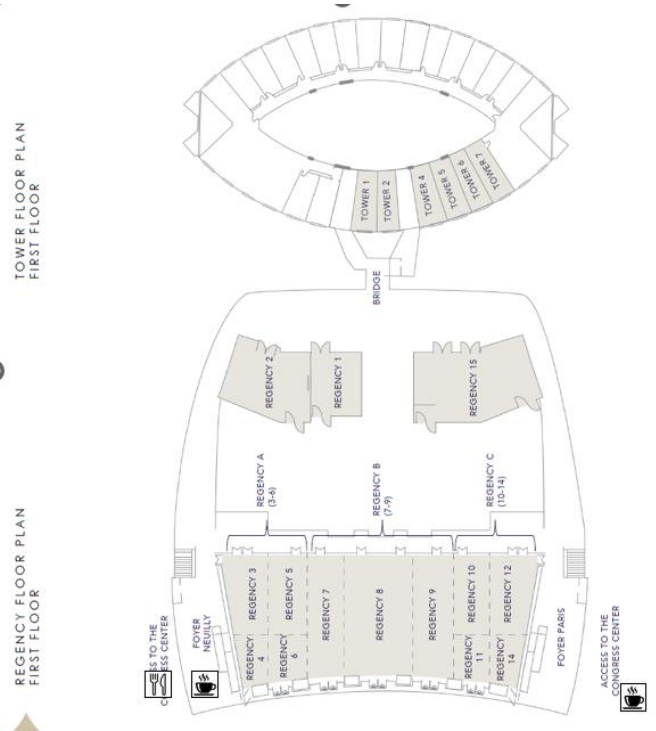 TOWER FLOOR PLAN
FIRST FLOOR
TOWER 1
TOWER 2
TOWER 4
TOWER 5
TOWER 6
TOWER 7
BRIDGE
REGENCY 2
REGENCY 1
REGENCY 15
REGENCY A
(3-6)
REGENCY B
(7-9)
REGENCY C
(10-14)
REGENCY FLOOR PLAN
FIRST FLOOR
REGENCY 3
REGENCY 5
REGENCY 7
REGENCY 8
REGENCY 9
REGENCY 10
REGENCY 12
REGENCY
4
REGENCY
6
REGENCY
11
REGENCY
14
TO THE
CENTER
FOYER
NEUILLY
FOYER PARIS
ACCESS TO THE
CONGRESS CENTER